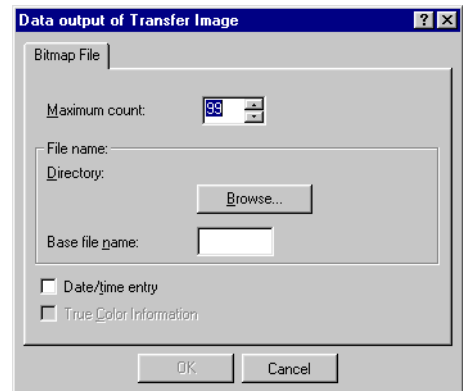 Data output of Transfer Image
Bitmap File
Maximum count: 99
File name:
Directory:
Browse...
Base file name:
Date/time entry
True Color Information
OK Cancel